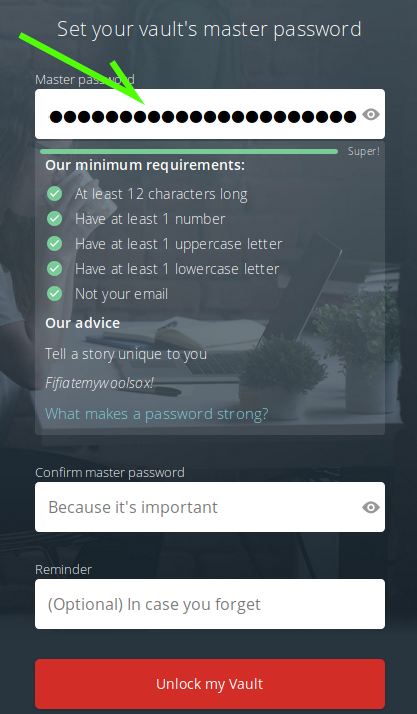 Set your vault's master password
Master password
●●●●●●●●●●●●●●●●●●●●●●
Super!
Our minimum requirements:
At least 12 characters long
Have at least 1 number
Have at least 1 uppercase letter
Have at least 1 lowercase letter
Not your email
Our advice
Tell a story unique to you
Fifiatemywoolsox!
What makes a password strong?
Confirm master password
Because it's important
Reminder
(Optional) In case you forget
Unlock my Vault